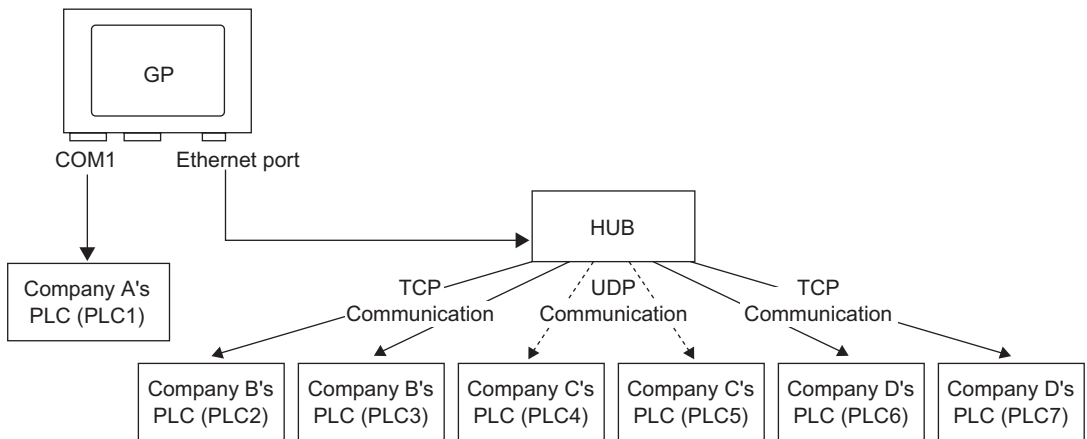 GP
COM1
Ethernet port
HUB
Company A's
PLC (PLC1)
TCP
Communication
UDP
Communication
TCP
Communication
Company B's
PLC (PLC2)
Company B's
PLC (PLC3)
Company C's
PLC (PLC4)
Company C's
PLC (PLC5)
Company D's
PLC (PLC6)
Company D's
PLC (PLC7)